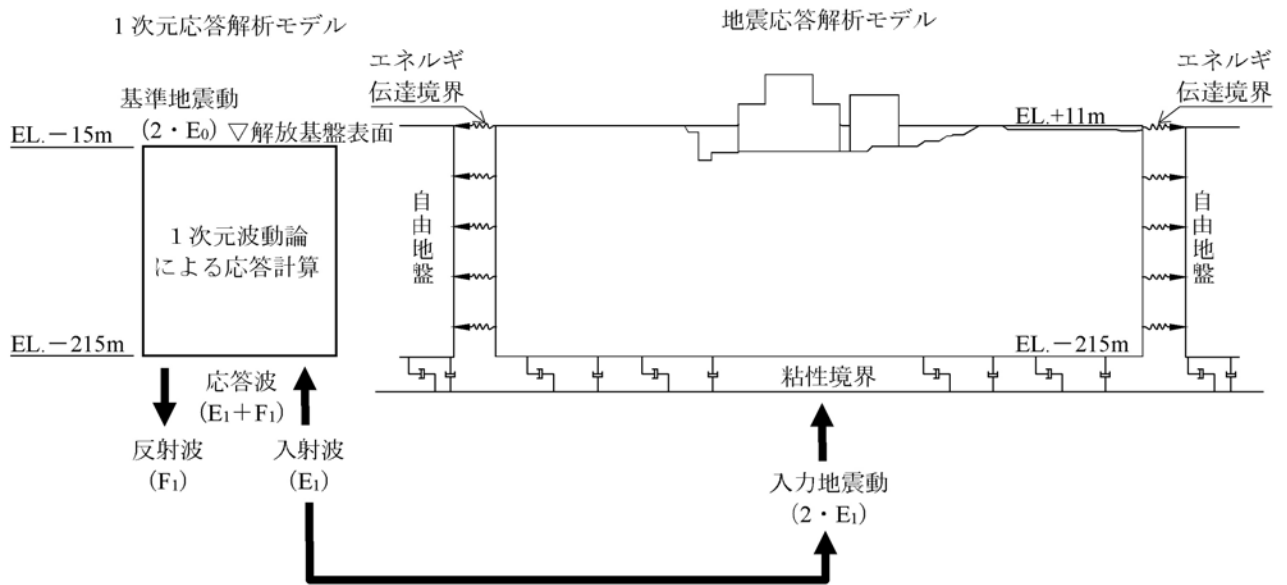 1次元応答解析モデル
地震応答解析モデル
基準地震動
(2・E₀)
▽解放基盤表面
EL.－15m
1次元波動論
による応答計算
EL.－215m
応答波
(E₁＋F₁)
反射波
(F₁)
入射波
(E₁)
エネルギ
伝達境界
エネルギ
伝達境界
EL.+11m
自由地盤
自由地盤
EL.－215m
粘性境界
入力地震動
(2・E₁)